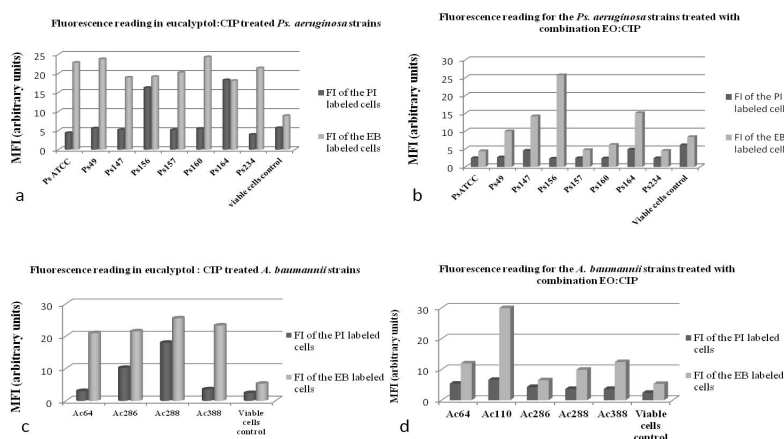 Fluorescence reading in eucalyptol:CIP treated Ps. aeruginosa strains
MFI (arbitrary units)
25
20
15
10
5
0
Ps ATCC
Ps49
Ps147
Ps156
Ps157
Ps160
Ps164
Ps234
viable cells control
FI of the PI
labeled cells
FI of the EB
labeled cells
a
Fluorescence reading for the Ps. aeruginosa strains treated with
combination EO:CIP
MFI (arbitrary units)
30
25
20
15
10
5
0
PsATCC
Ps49
Ps147
Ps156
Ps157
Ps160
Ps164
Ps234
Viable cells control
FI of the PI
labeled cells
FI of the EB
labeled cells
b
Fluorescence reading in eucalyptol : CIP treated A. baumannii strains
MFI (arbitrary units)
30
20
10
0
Ac64
Ac286
Ac288
Ac388
Viable
cells
control
FI of the PI labeled
cells
FI of the EB labeled
cells
c
Fluorescence reading for the A. baumannii strains treated with
combination EO:CIP
MFI (arbitrary units)
30
20
10
0
Ac64
Ac110
Ac286
Ac288
Ac388
Viable
cells
control
FI of the PI labeled
cells
FI of the EB labeled
cells
d